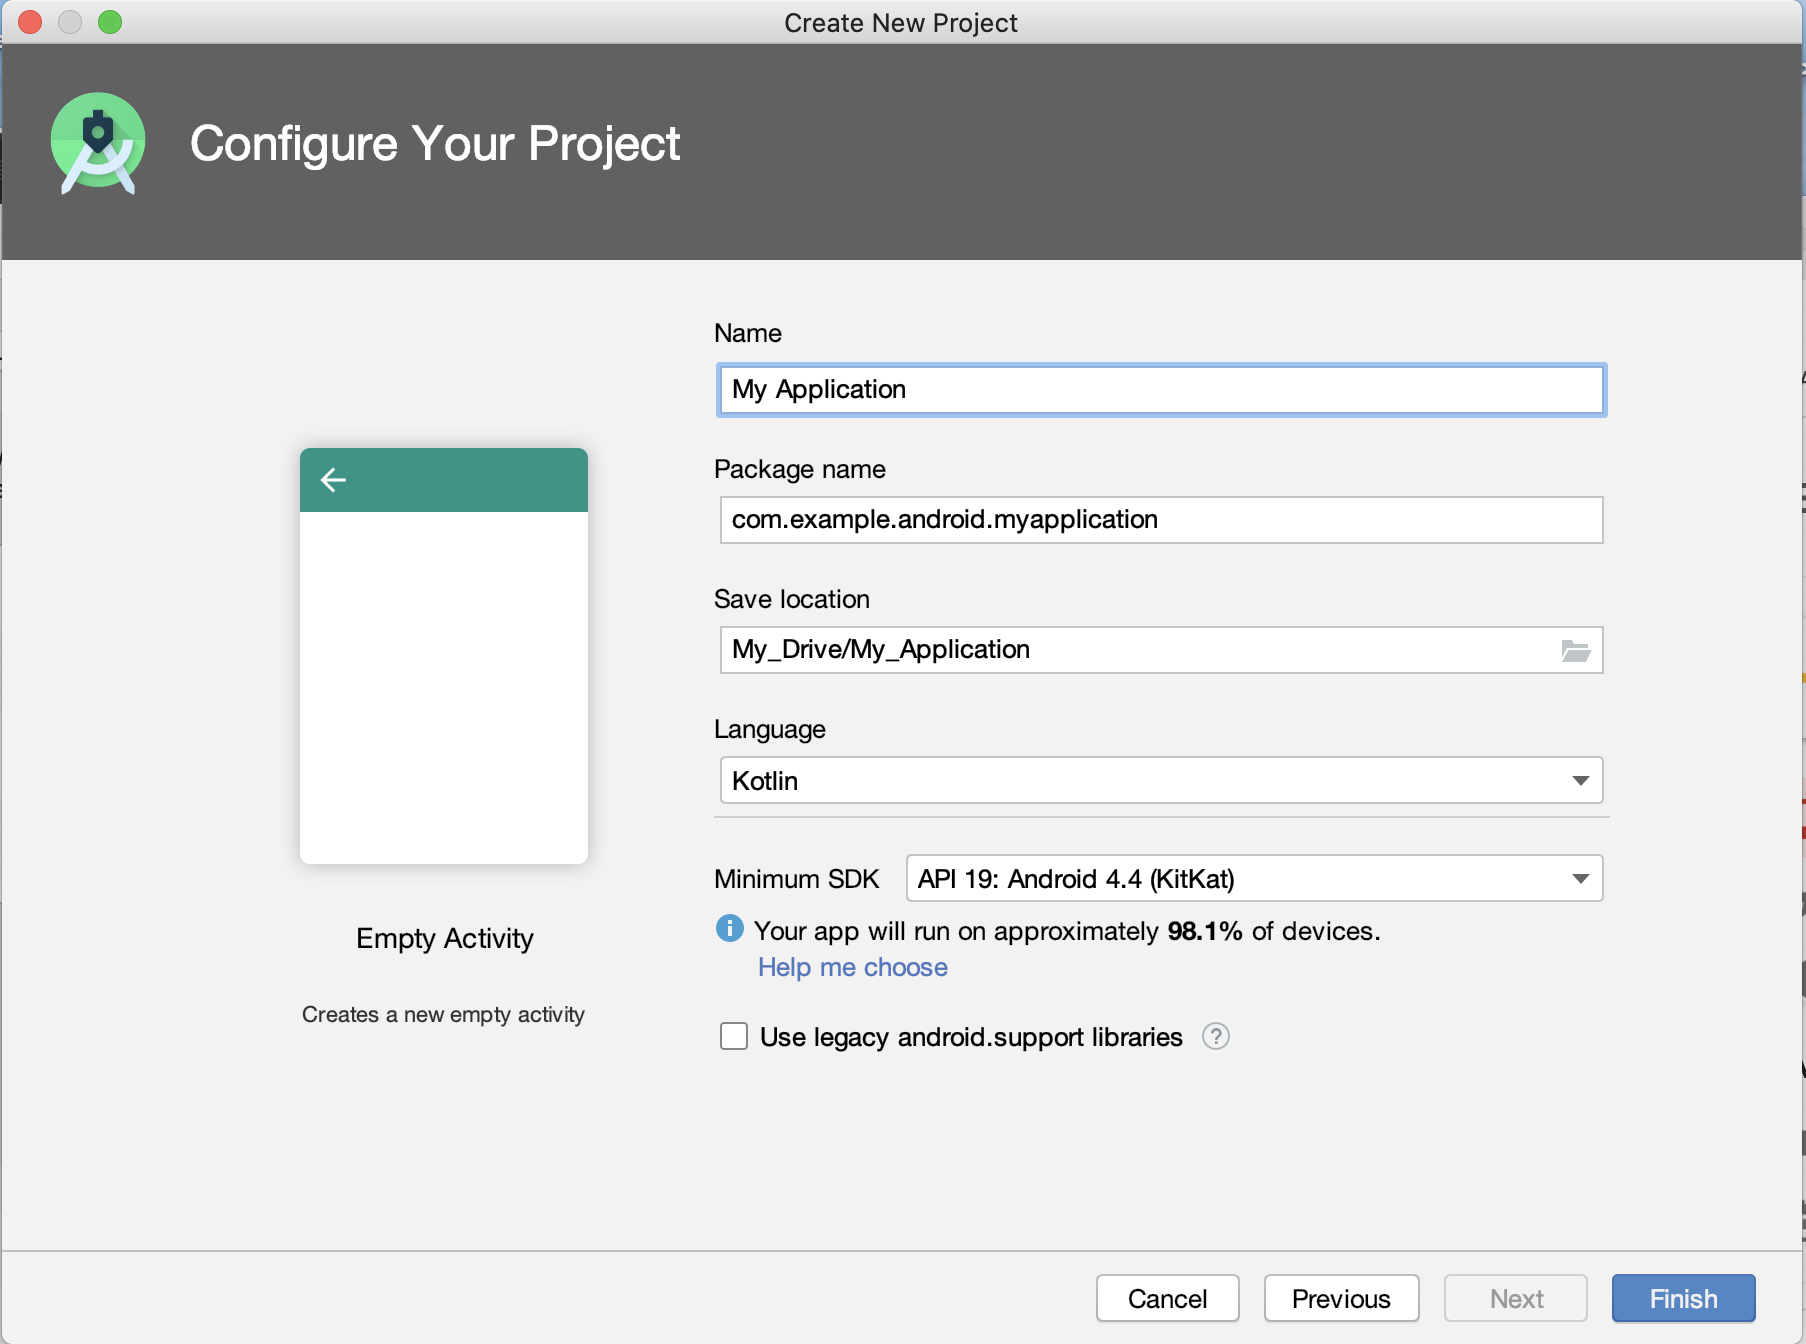 Create New Project
Configure Your Project
Name
My Application
Package name
com.example.android.myapplication
Save location
My_Drive/My_Application
Language
Kotlin
Minimum SDK API 19: Android 4.4 (KitKat)
Your app will run on approximately 98.1% of devices.
Help me choose
Use legacy android.support libraries ?
Empty Activity
Creates a new empty activity
Cancel Previous Next Finish